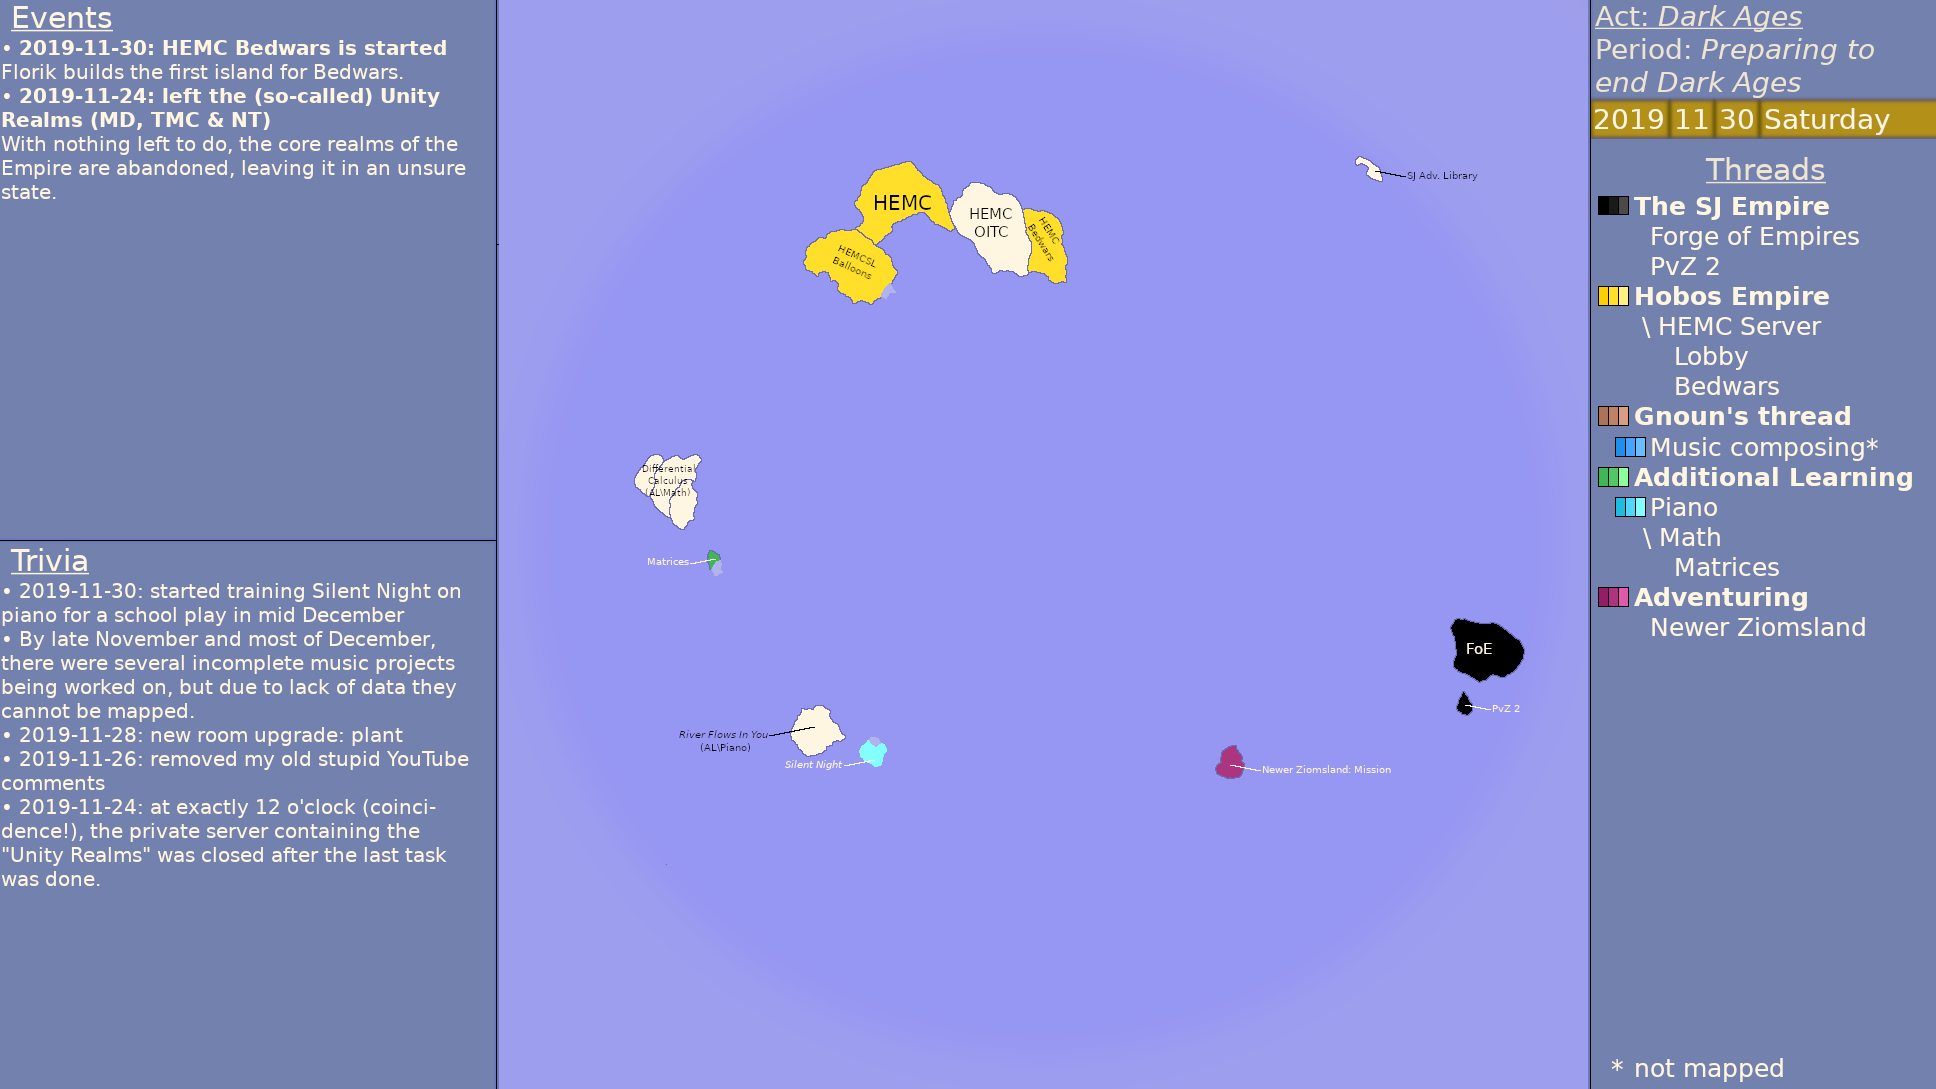 Events
• 2019-11-30: HEMC Bedwars is started
Florik builds the first island for Bedwars.
• 2019-11-24: left the (so-called) Unity
Realms (MD, TMC & NT)
With nothing left to do, the core realms of the
Empire are abandoned, leaving it in an unsure
state.
Trivia
• 2019-11-30: started training Silent Night on
piano for a school play in mid December
• By late November and most of December,
there were several incomplete music projects
being worked on, but due to lack of data they
cannot be mapped.
• 2019-11-28: new room upgrade: plant
• 2019-11-26: removed my old stupid YouTube
comments
• 2019-11-24: at exactly 12 o'clock (coinci-
dence!), the private server containing the
"Unity Realms" was closed after the last task
was done.
HEMC
HEMC
OITC
HEMC
Bedwars
HEMCSL
Balloons
SJ Adv. Library
Differential
Calculus
(AL\Math)
Matrices
River Flows In You
(AL\Piano)
Silent Night
Newer Ziomsland: Mission
FoE
PvZ 2
Act: Dark Ages
Period: Preparing to
end Dark Ages
2019 11 30 Saturday
Threads
The SJ Empire
Forge of Empires
PvZ 2
Hobos Empire
\ HEMC Server
Lobby
Bedwars
Gnoun's thread
Music composing*
Additional Learning
Piano
\ Math
Matrices
Adventuring
Newer Ziomsland
* not mapped